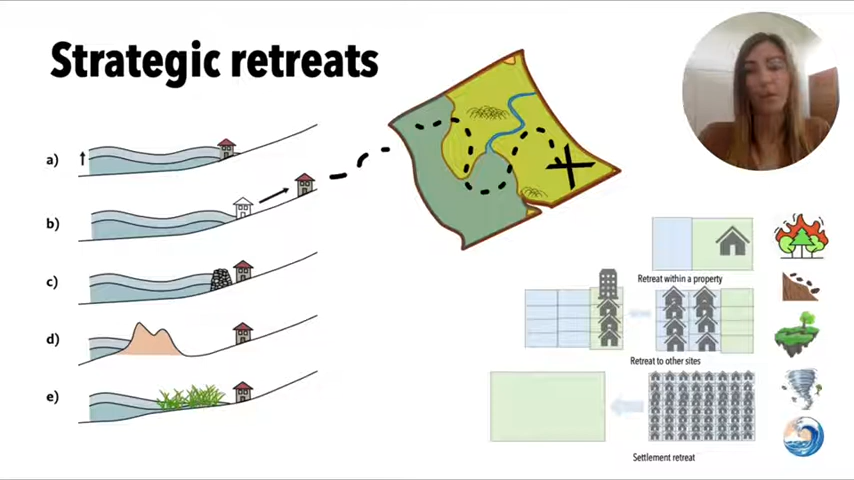 Strategic retreats
a)
b)
c)
d)
e)
Retreat within a property
Retreat to other sites
Settlement retreat